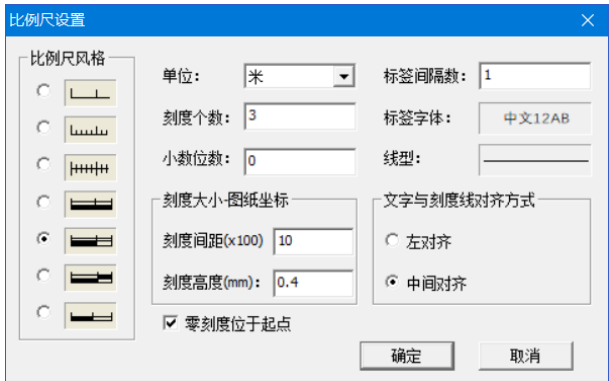 比例尺设置
比例尺风格
单位： 米
标签间隔数： 1
刻度个数： 3
标签字体： 中文12AB
小数位数： 0
线型：
刻度大小-图纸坐标
刻度间距(x100) 10
刻度高度(mm)： 0.4
文字与刻度线对齐方式
左对齐
中间对齐
零刻度位于起点
确定 取消